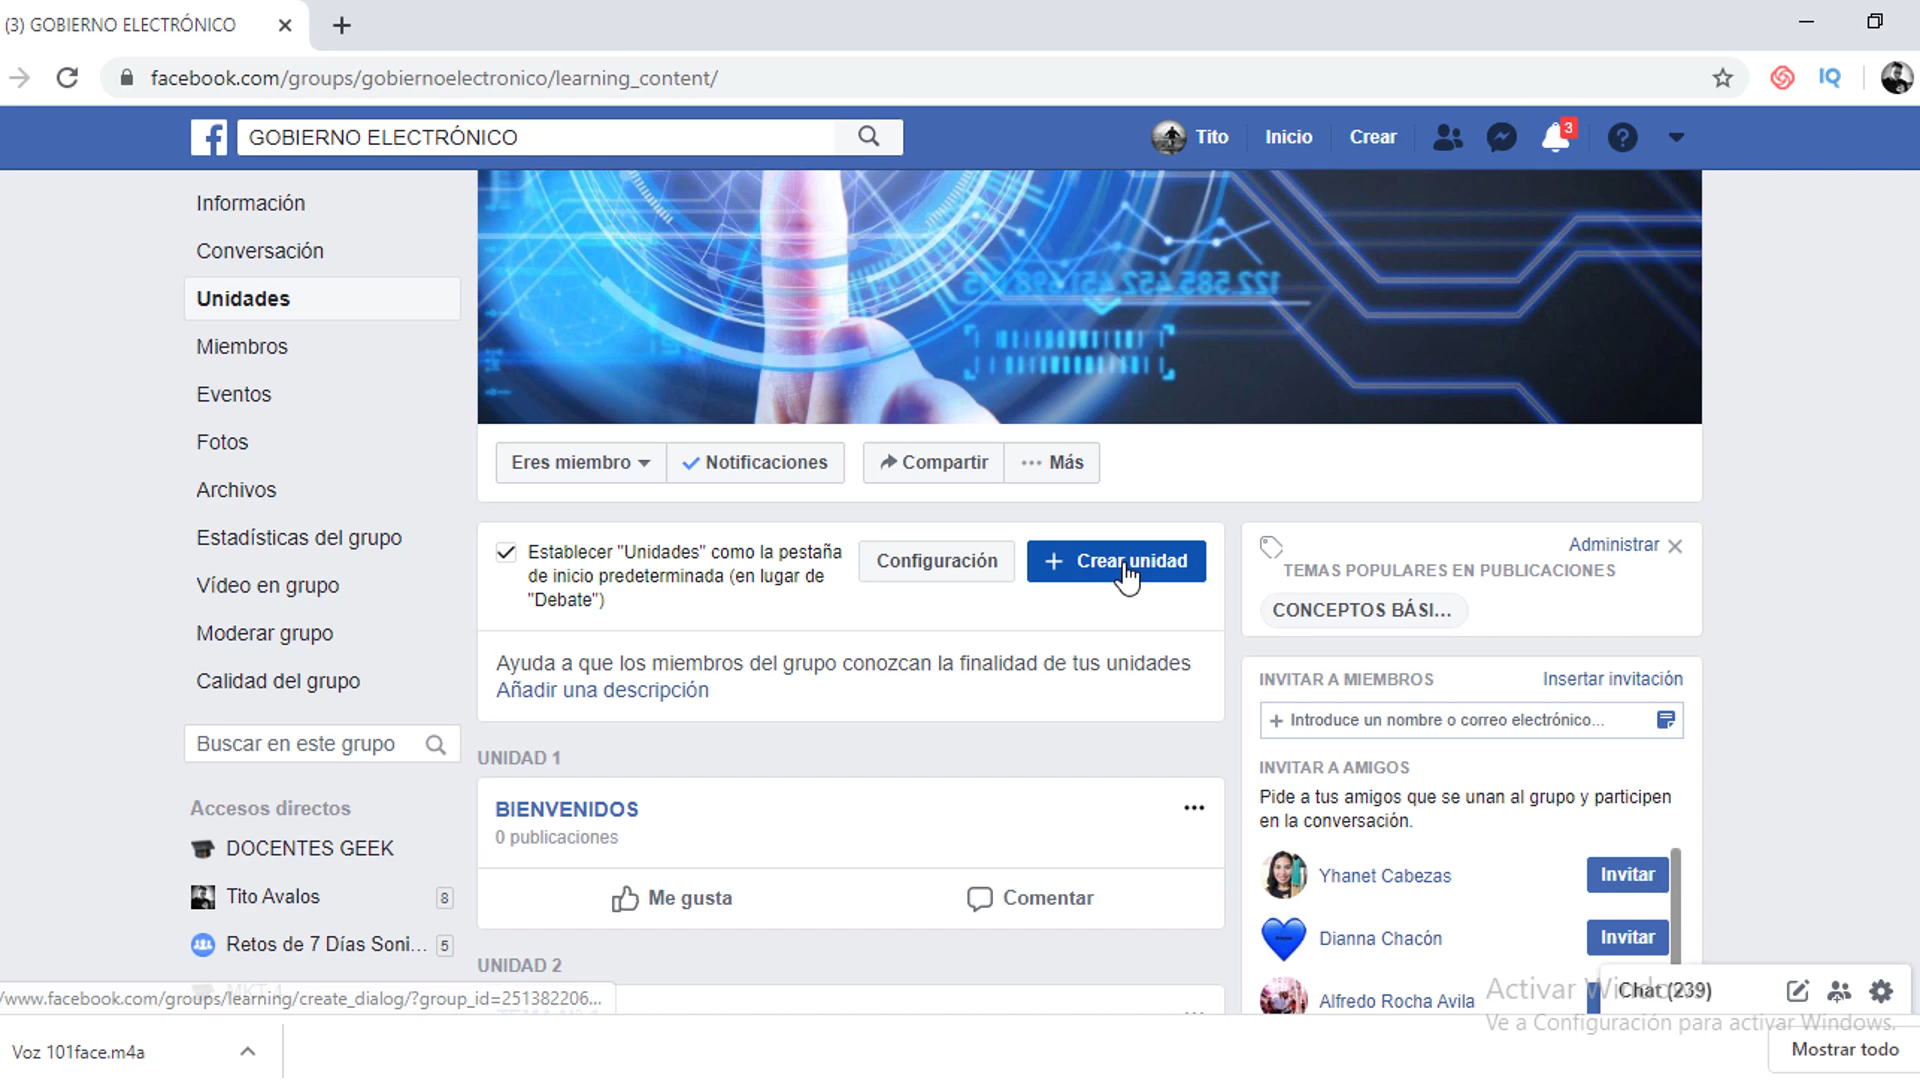 (3) GOBIERNO ELECTRÓNICO
facebook.com/groups/gobiernoelectronico/learning_content/
IQ
GOBIERNO ELECTRÓNICO
Tito
Inicio
Crear
3
Información
Conversación
Unidades
Miembros
Eventos
Fotos
Archivos
Estadísticas del grupo
Vídeo en grupo
Moderar grupo
Calidad del grupo
Buscar en este grupo
Accesos directos
DOCENTES GEEK
Tito Avalos 8
Retos de 7 Días Soni... 5
Eres miembro
Notificaciones
Compartir
Más
Establecer "Unidades" como la pestaña
de inicio predeterminada (en lugar de
"Debate")
Configuración
Crear unidad
Ayuda a que los miembros del grupo conozcan la finalidad de tus unidades
Añadir una descripción
UNIDAD 1
BIENVENIDOS
0 publicaciones
Me gusta
Comentar
UNIDAD 2
Administrar
TEMAS POPULARES EN PUBLICACIONES
CONCEPTOS BÁSI...
INVITAR A MIEMBROS
Insertar invitación
+ Introduce un nombre o correo electrónico...
INVITAR A AMIGOS
Pide a tus amigos que se unan al grupo y participen
en la conversación.
Yhanet Cabezas
Invitar
Dianna Chacón
Invitar
Alfredo Rocha Avila
Chat (239)
Activar Windows
Ve a Configuración para activar Windows.
/www.facebook.com/groups/learning/create_dialog/?group_id=251382206...
Voz 101face.m4a
Mostrar todo